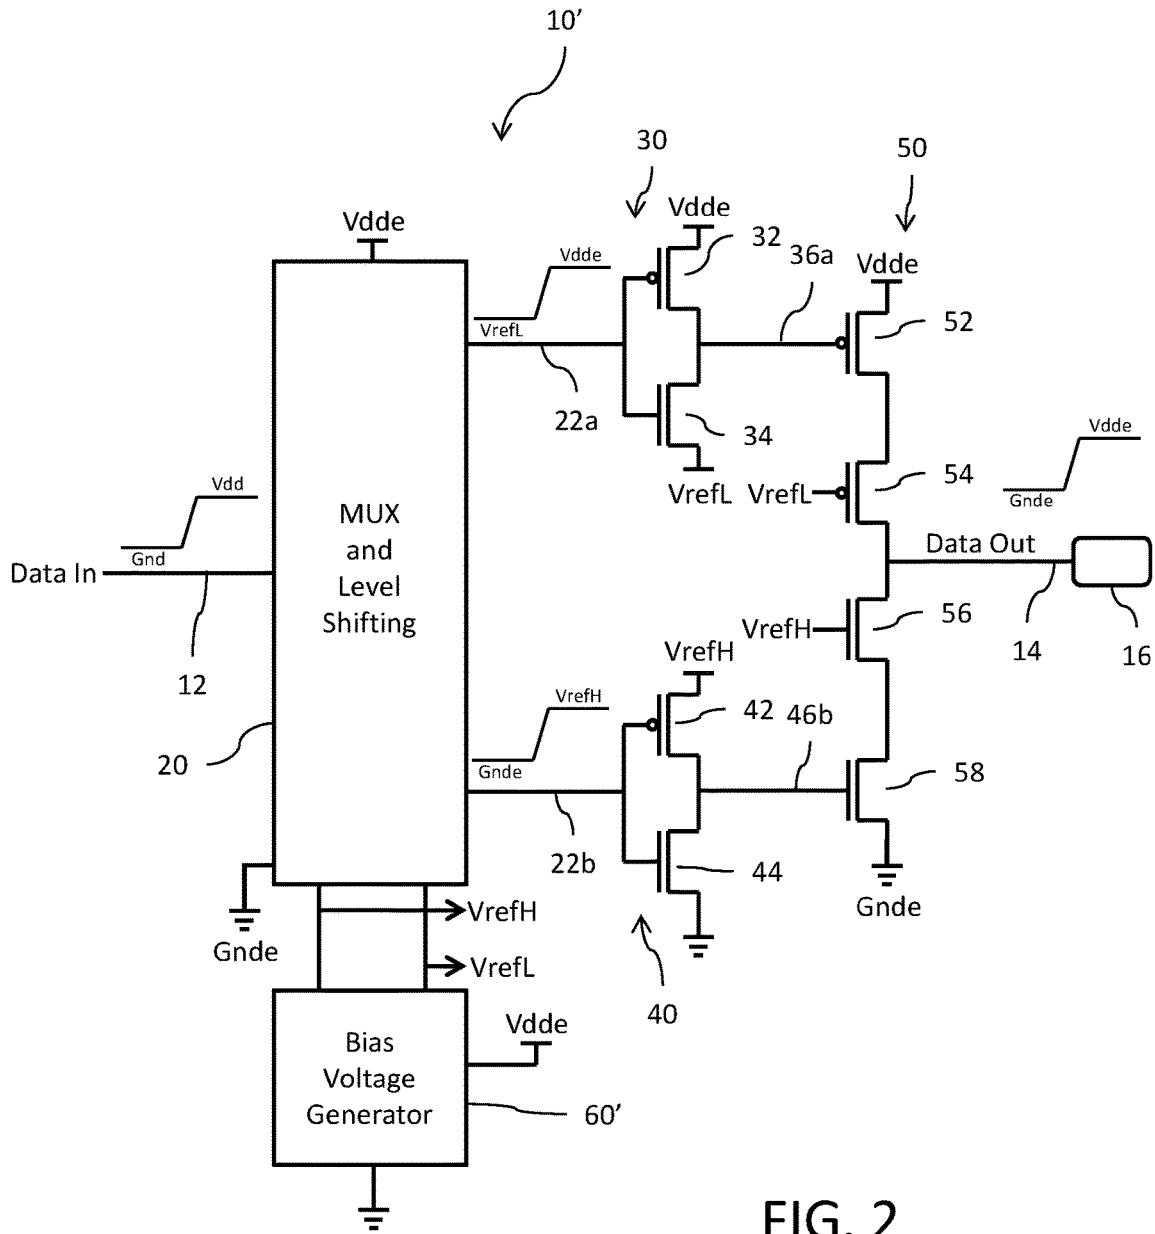 10’
30
50
Vdde
Vdde
32
36a
Vdde
Vdde
VrefL
52
22a
34
Vdde
Gnde
VrefL
VrefL
54
Vdd
Gnd
MUX
and
Level
Shifting
Data In
Data Out
12
VrefH
56
14
16
VrefH
VrefH
42
46b
Gnde
20
58
22b
44
Gnde
VrefH
Gnde
VrefL
40
Vdde
Bias
Voltage
Generator
60’
FIG. 2